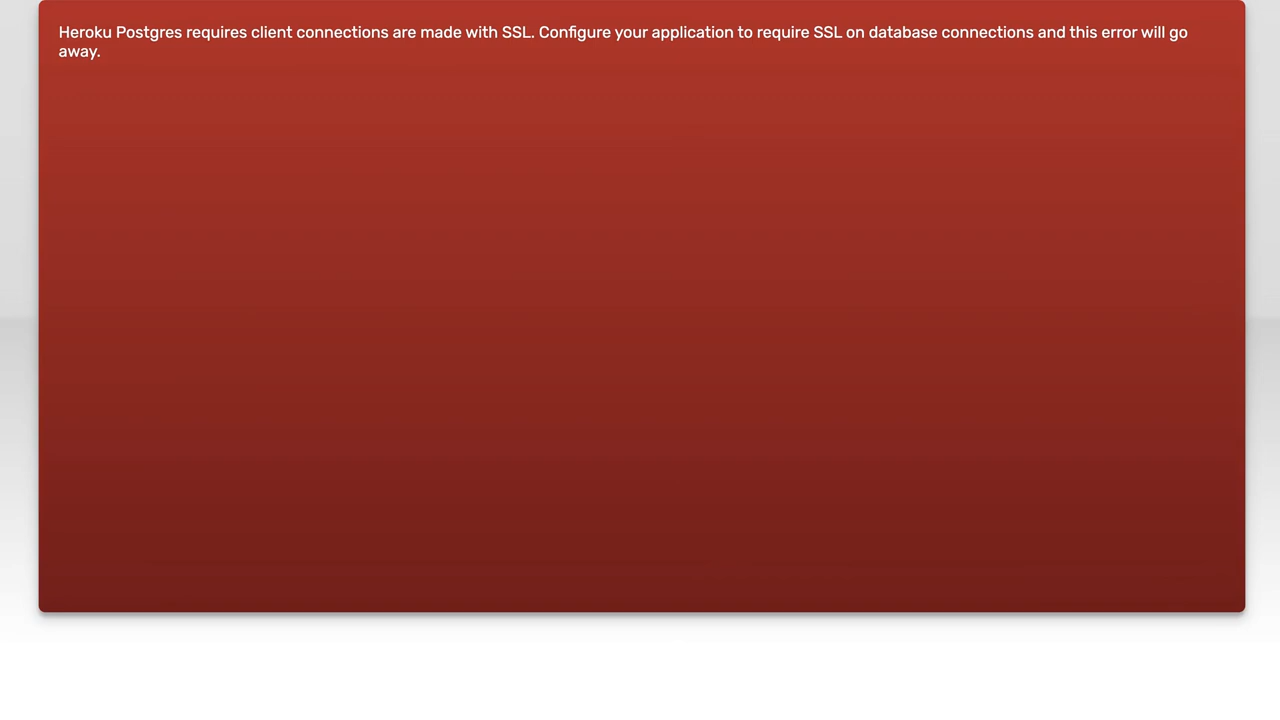 Heroku Postgres requires client connections are made with SSL. Configure your application to require SSL on database connections and this error will go
away.